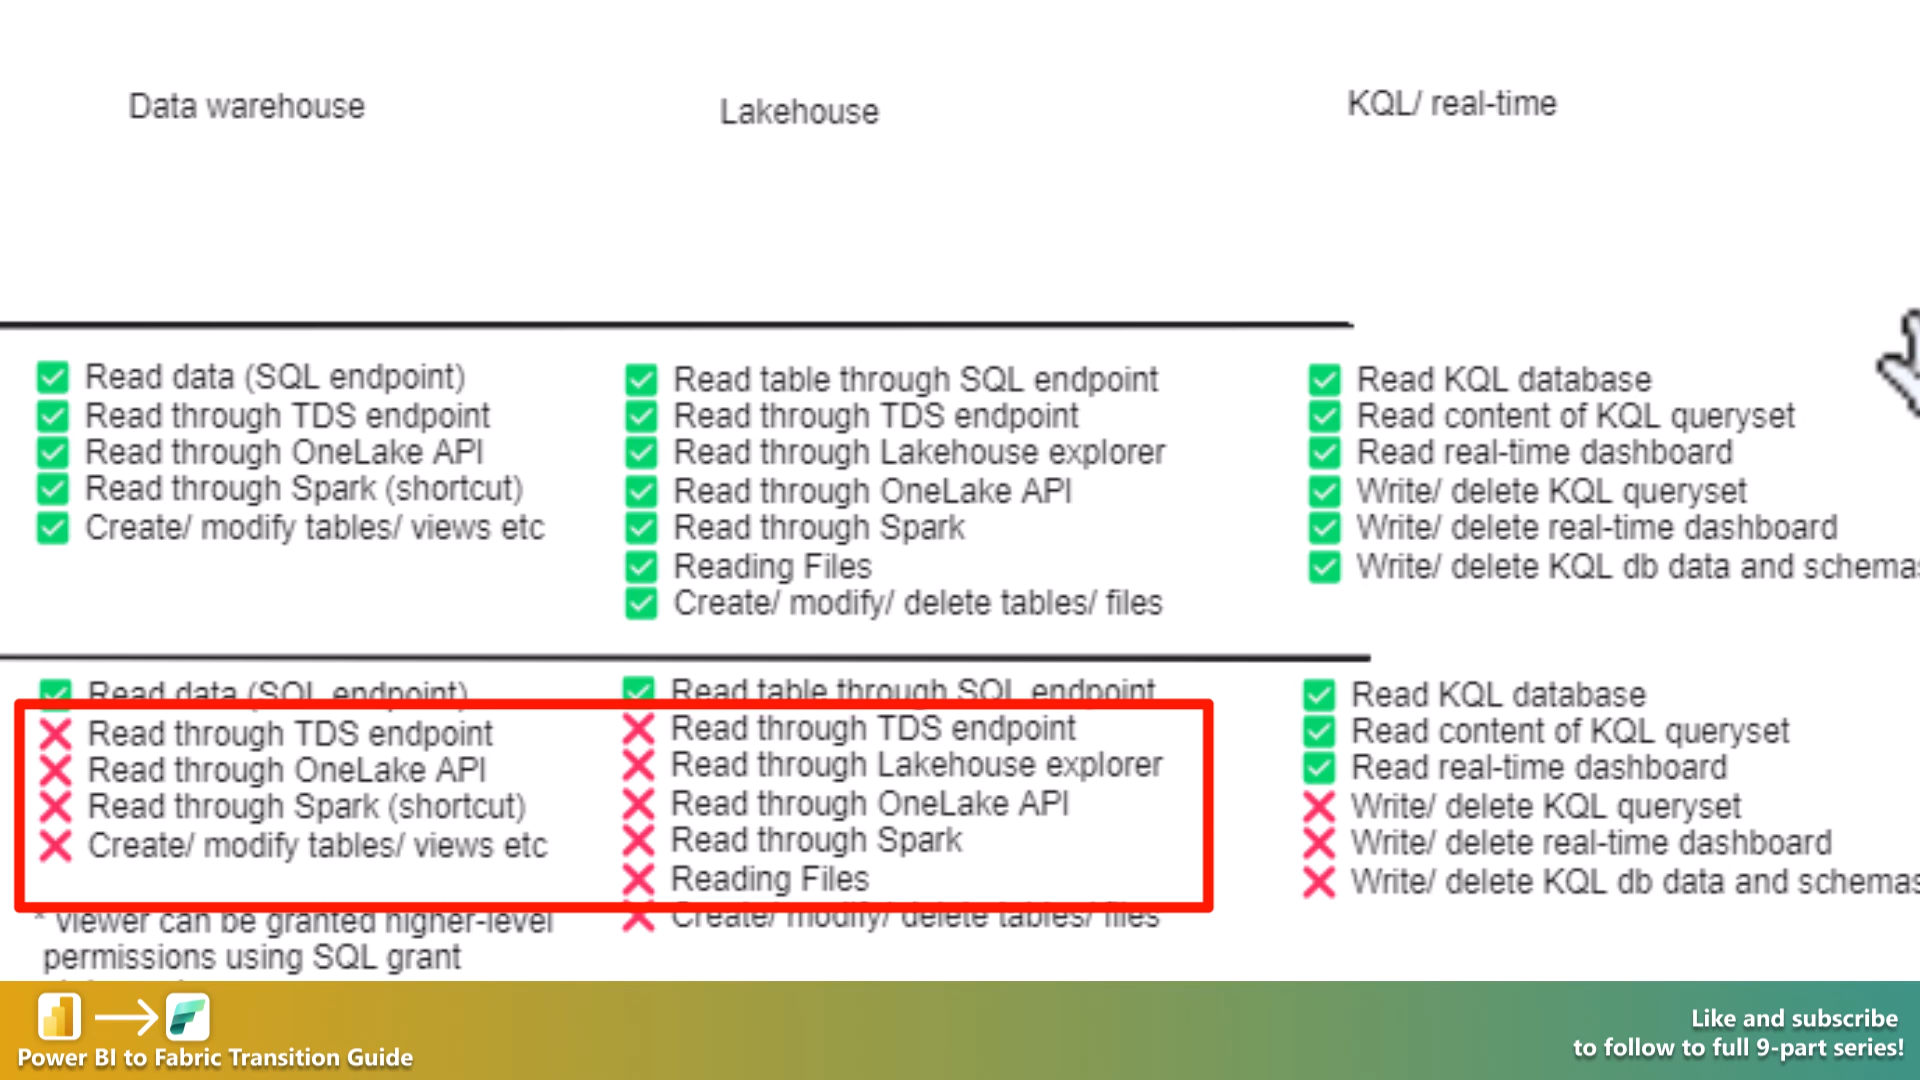 Data warehouse
Lakehouse
KQL/ real-time
Read data (SQL endpoint)
Read through TDS endpoint
Read through OneLake API
Read through Spark (shortcut)
Create/ modify tables/ views etc
Read table through SQL endpoint
Read through TDS endpoint
Read through Lakehouse explorer
Read through OneLake API
Read through Spark
Reading Files
Create/ modify/ delete tables/ files
Read KQL database
Read content of KQL queryset
Read real-time dashboard
Write/ delete KQL queryset
Write/ delete real-time dashboard
Write/ delete KQL db data and schemas
Read data (SQL endpoint)
Read through TDS endpoint
Read through OneLake API
Read through Spark (shortcut)
Create/ modify tables/ views etc
* viewer can be granted higher-level
permissions using SQL grant
Read table through SQL endpoint
Read through TDS endpoint
Read through Lakehouse explorer
Read through OneLake API
Read through Spark
Reading Files
Create/ modify/ delete tables/ files
Read KQL database
Read content of KQL queryset
Read real-time dashboard
Write/ delete KQL queryset
Write/ delete real-time dashboard
Write/ delete KQL db data and schemas
Power BI to Fabric Transition Guide
Like and subscribe
to follow to full 9-part series!